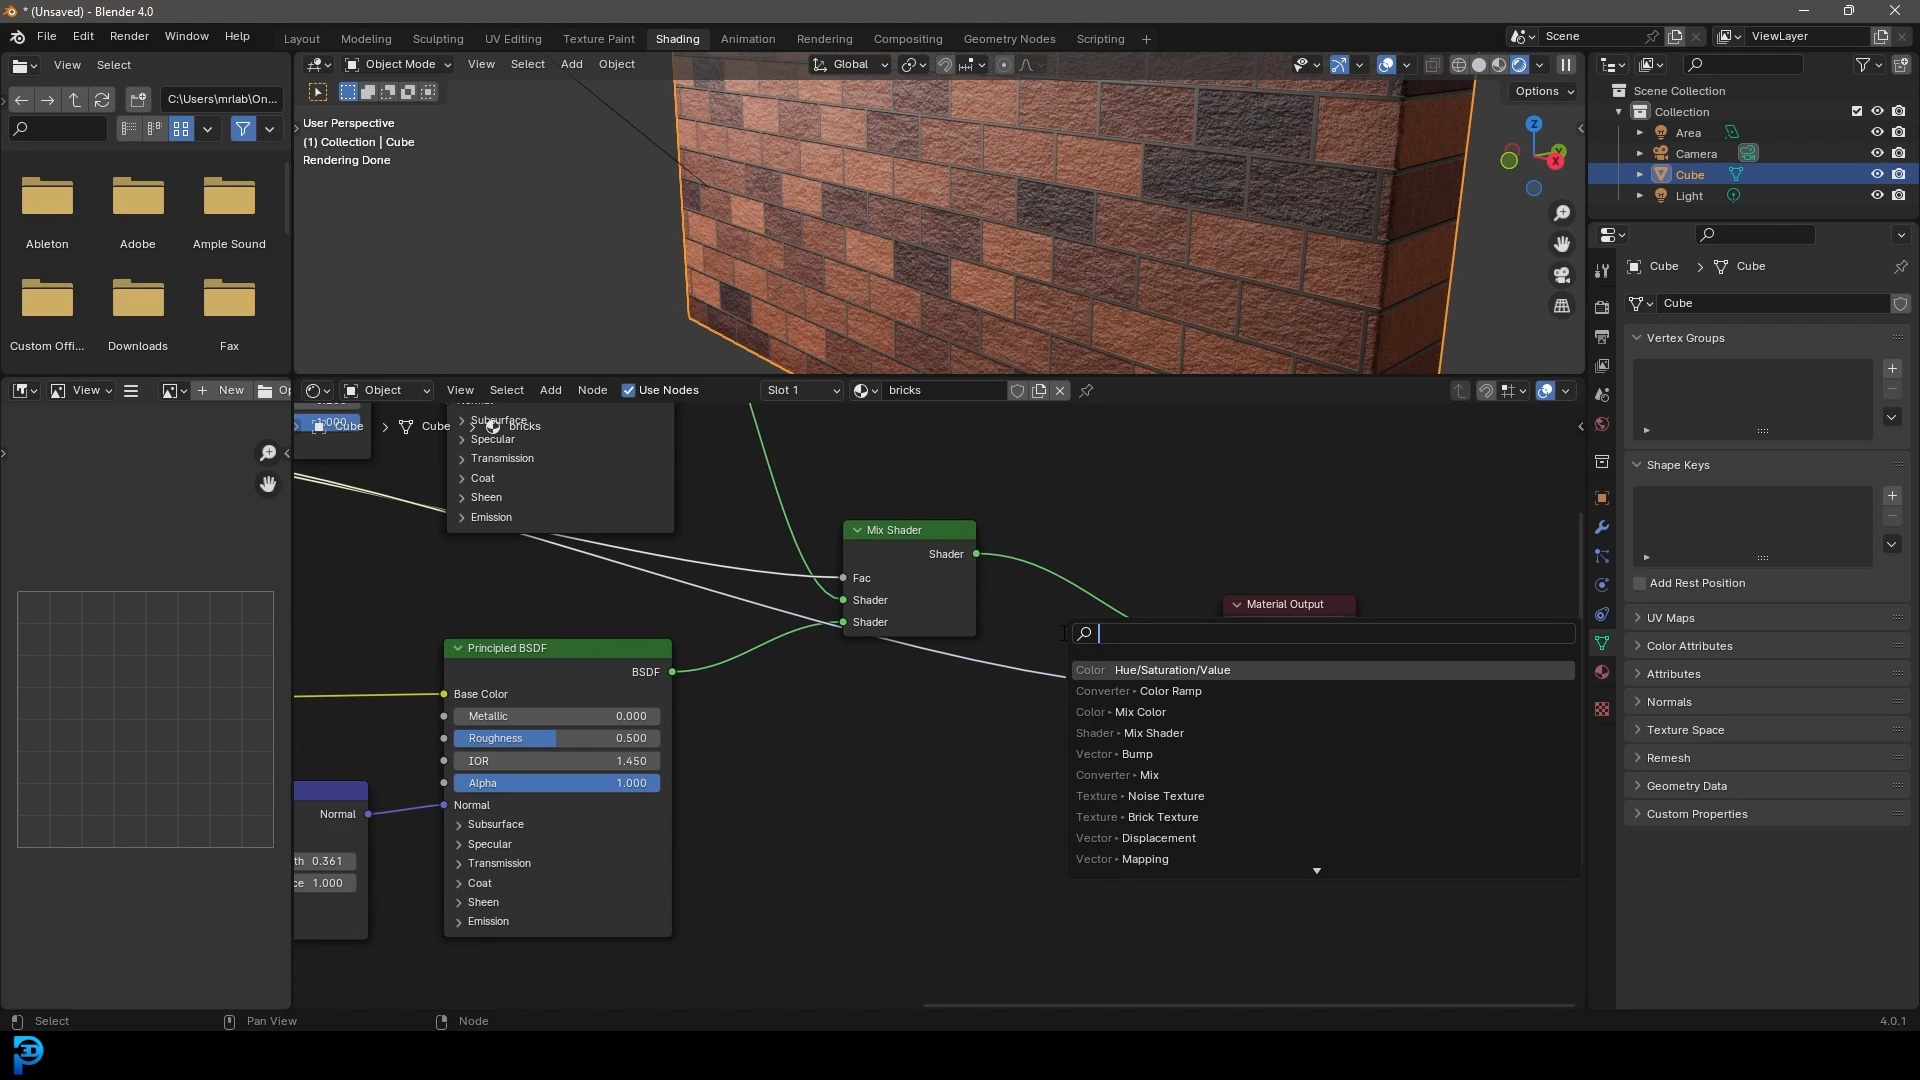 * (Unsaved) - Blender 4.0
File Edit Render Window Help
Layout Modeling Sculpting UV Editing Texture Paint Shading Animation Rendering Compositing Geometry Nodes Scripting +
Scene
ViewLayer
View Select
C:\Users\mrlab\On...
Ableton
Adobe
Ample Sound
Custom Offi...
Downloads
Fax
Object Mode View Select Add Object
Global
Options
User Perspective
(1) Collection | Cube
Rendering Done
Z
Y
X
Scene Collection
Collection
Area
Camera
Cube
Light
Cube > Cube
Cube
Vertex Groups
Shape Keys
Add Rest Position
UV Maps
Color Attributes
Attributes
Normals
Texture Space
Remesh
Geometry Data
Custom Properties
View
New
Op
Object View Select Add Node Use Nodes
Slot 1
bricks
1.000
Cube > Cube > bricks
Subsurface
Specular
Transmission
Coat
Sheen
Emission
Mix Shader
Shader
Fac
Shader
Shader
Material Output
Principled BSDF
BSDF
Base Color
Metallic 0.000
Roughness 0.500
IOR 1.450
Alpha 1.000
Normal
Subsurface
Specular
Transmission
Coat
Sheen
Emission
Normal
th 0.361
ce 1.000
Color Hue/Saturation/Value
Converter ▸ Color Ramp
Color ▸ Mix Color
Shader ▸ Mix Shader
Vector ▸ Bump
Converter ▸ Mix
Texture ▸ Noise Texture
Texture ▸ Brick Texture
Vector ▸ Displacement
Vector ▸ Mapping
Select
Pan View
Node
4.0.1
3D